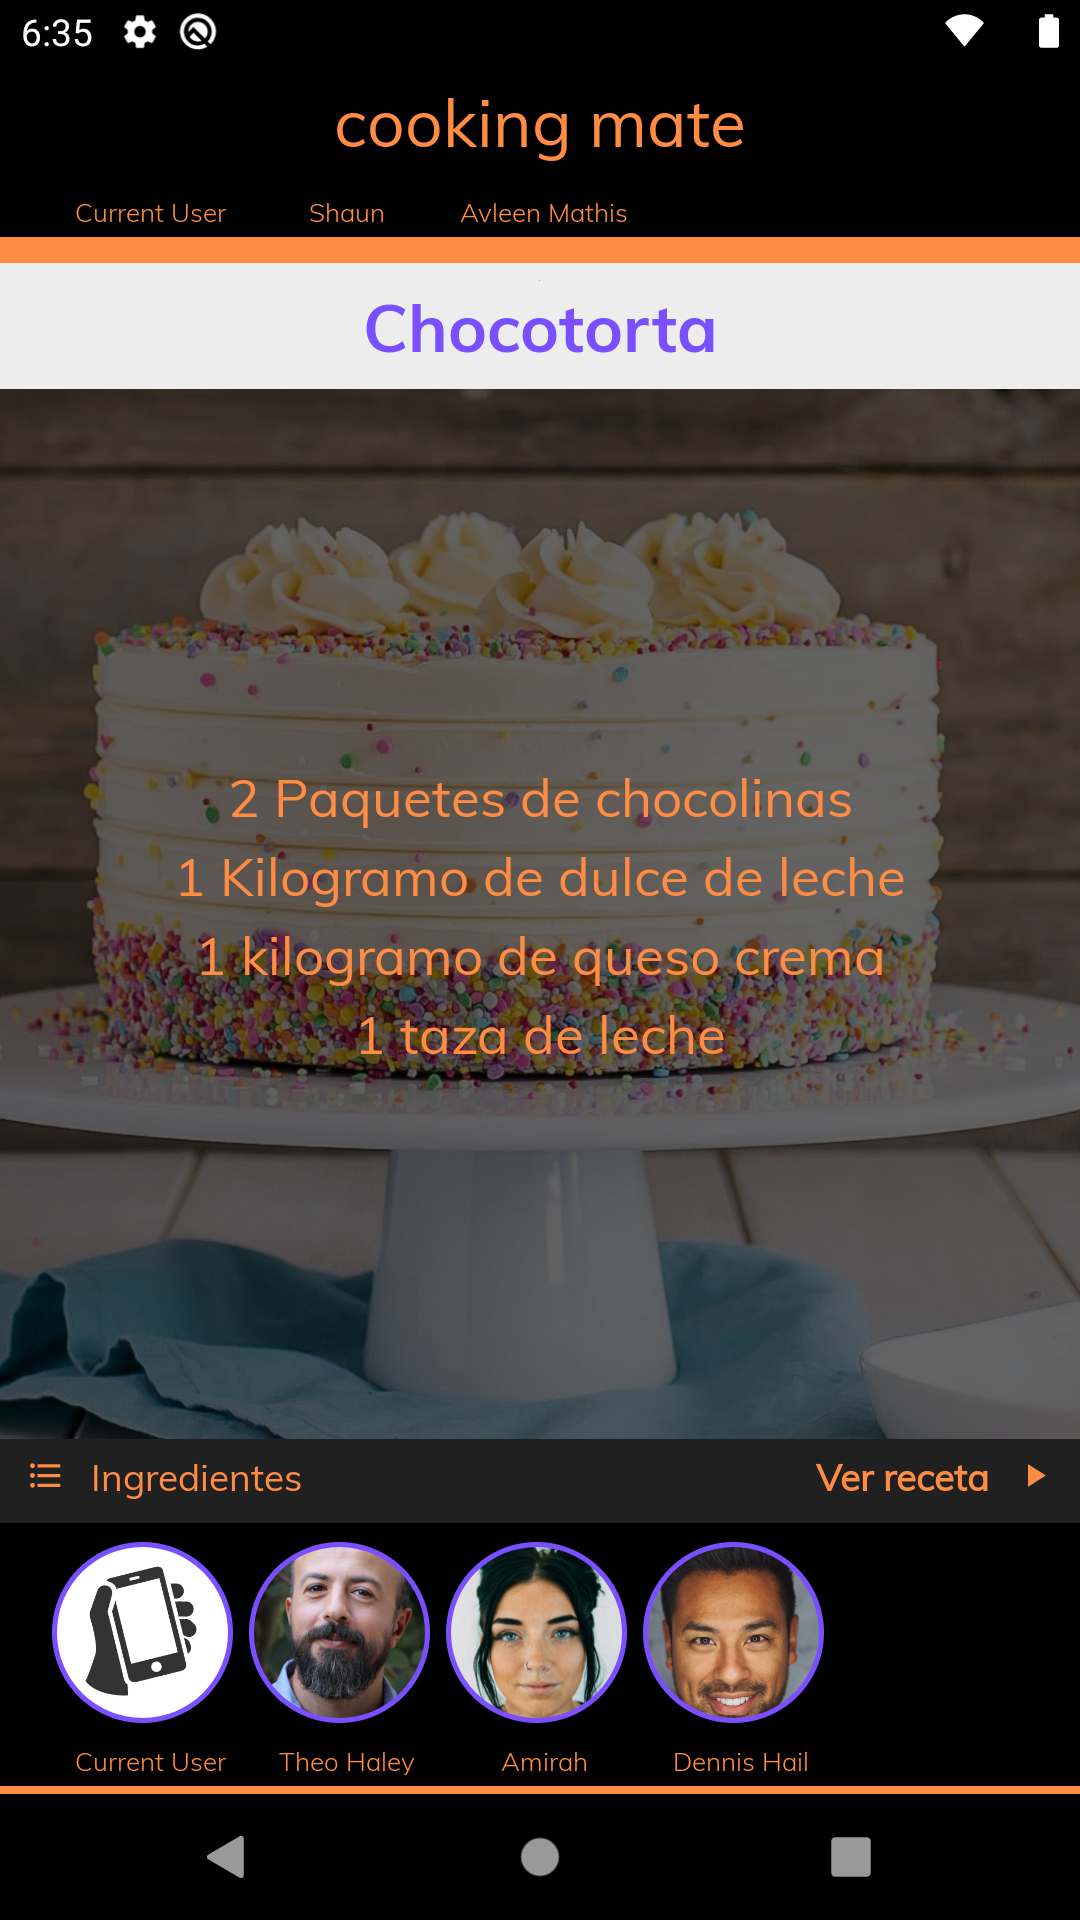 6:35
cooking mate
Current User Shaun Avleen Mathis
Chocotorta
2 Paquetes de chocolinas
1 Kilogramo de dulce de leche
1 kilogramo de queso crema
1 taza de leche
Ingredientes Ver receta
Current User Theo Haley Amirah Dennis Hail